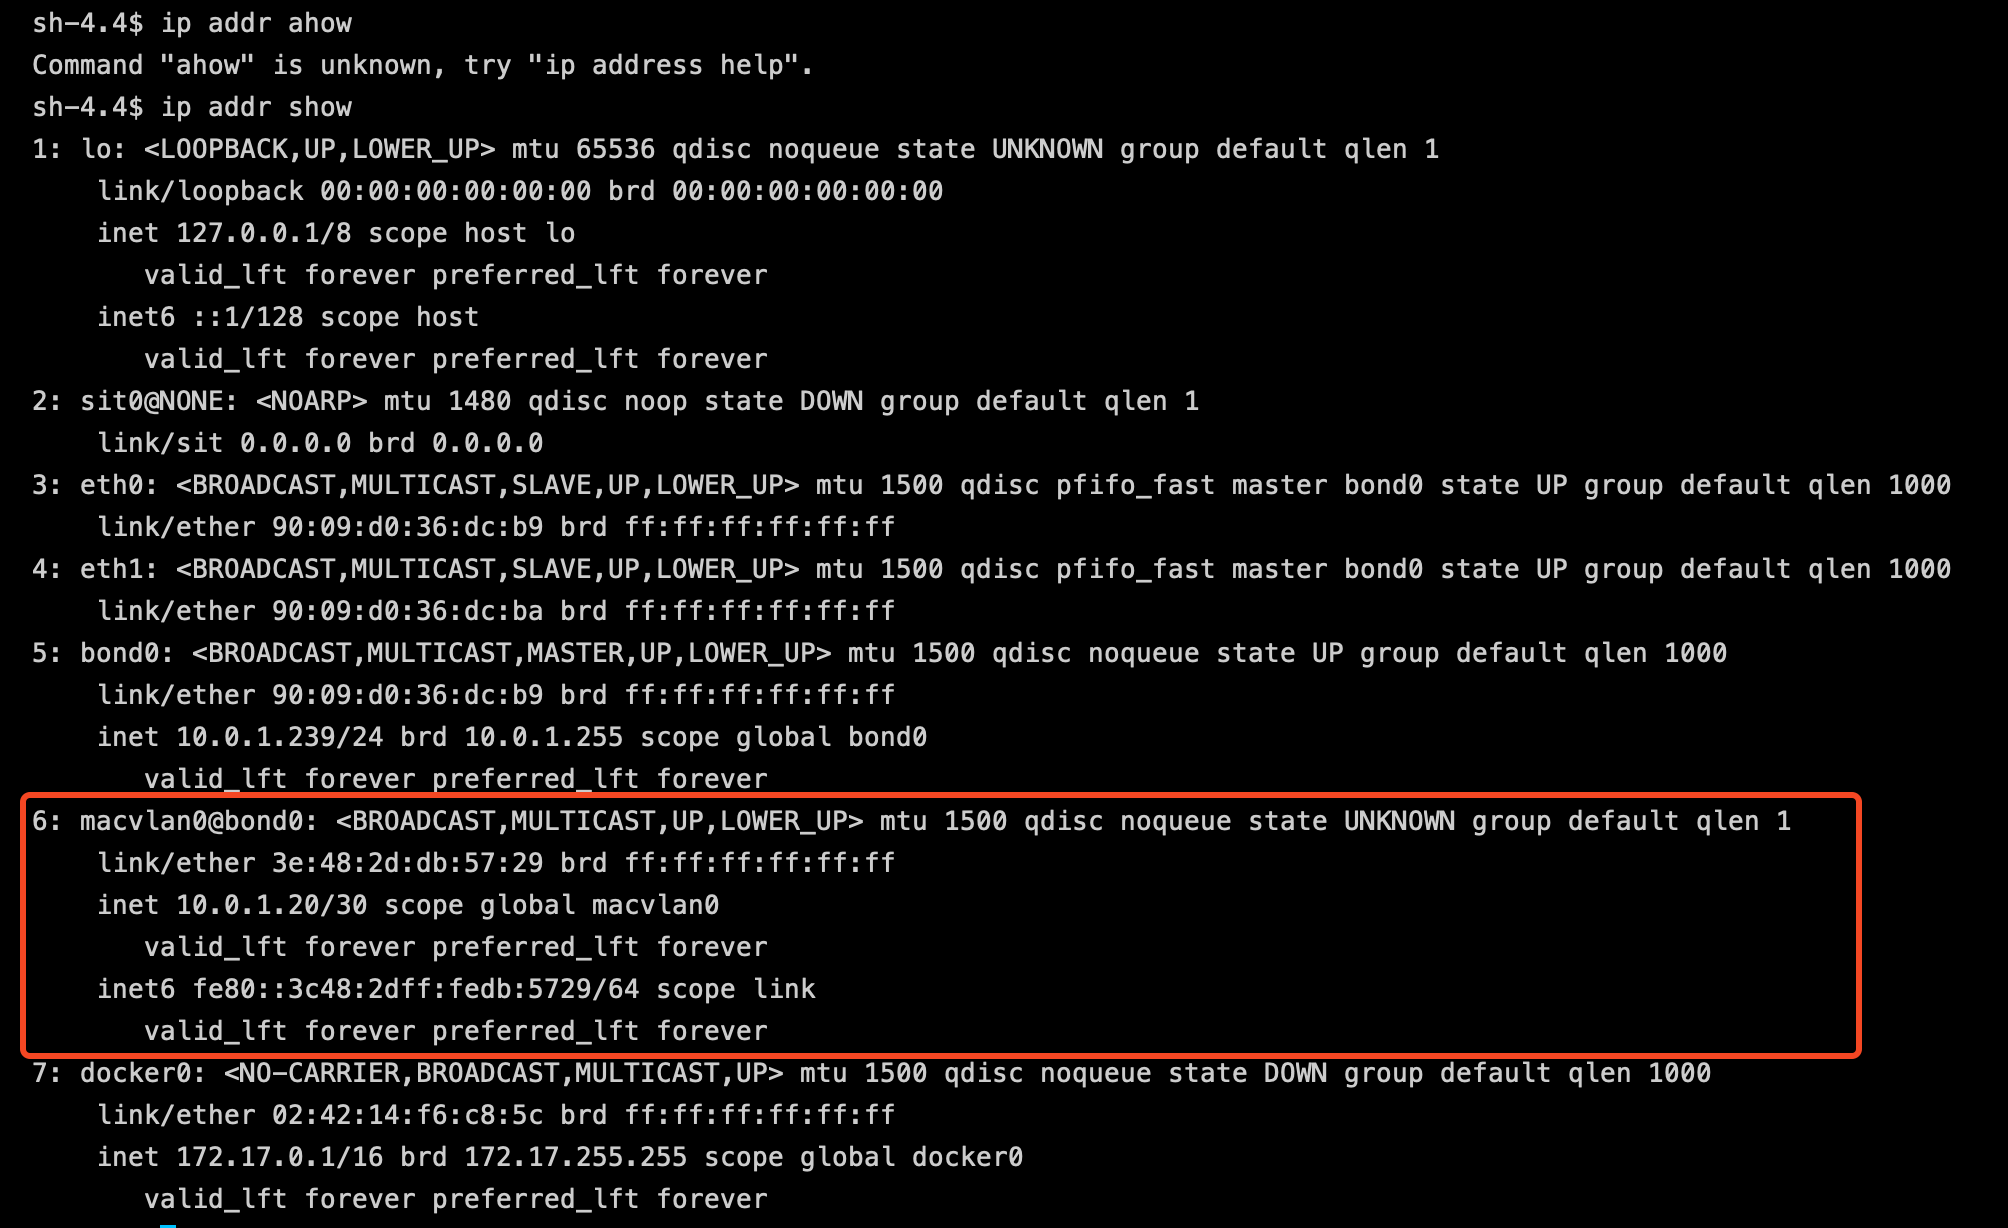 sh-4.4$ ip addr ahow
Command "ahow" is unknown, try "ip address help".
sh-4.4$ ip addr show
1: lo: <LOOPBACK,UP,LOWER_UP> mtu 65536 qdisc noqueue state UNKNOWN group default qlen 1
    link/loopback 00:00:00:00:00:00 brd 00:00:00:00:00:00
    inet 127.0.0.1/8 scope host lo
       valid_lft forever preferred_lft forever
    inet6 ::1/128 scope host
       valid_lft forever preferred_lft forever
2: sit0@NONE: <NOARP> mtu 1480 qdisc noop state DOWN group default qlen 1
    link/sit 0.0.0.0 brd 0.0.0.0
3: eth0: <BROADCAST,MULTICAST,SLAVE,UP,LOWER_UP> mtu 1500 qdisc pfifo_fast master bond0 state UP group default qlen 1000
    link/ether 90:09:d0:36:dc:b9 brd ff:ff:ff:ff:ff:ff
4: eth1: <BROADCAST,MULTICAST,SLAVE,UP,LOWER_UP> mtu 1500 qdisc pfifo_fast master bond0 state UP group default qlen 1000
    link/ether 90:09:d0:36:dc:ba brd ff:ff:ff:ff:ff:ff
5: bond0: <BROADCAST,MULTICAST,MASTER,UP,LOWER_UP> mtu 1500 qdisc noqueue state UP group default qlen 1000
    link/ether 90:09:d0:36:dc:b9 brd ff:ff:ff:ff:ff:ff
    inet 10.0.1.239/24 brd 10.0.1.255 scope global bond0
       valid_lft forever preferred_lft forever
6: macvlan0@bond0: <BROADCAST,MULTICAST,UP,LOWER_UP> mtu 1500 qdisc noqueue state UNKNOWN group default qlen 1
    link/ether 3e:48:2d:db:57:29 brd ff:ff:ff:ff:ff:ff
    inet 10.0.1.20/30 scope global macvlan0
       valid_lft forever preferred_lft forever
    inet6 fe80::3c48:2dff:fedb:5729/64 scope link
       valid_lft forever preferred_lft forever
7: docker0: <NO-CARRIER,BROADCAST,MULTICAST,UP> mtu 1500 qdisc noqueue state DOWN group default qlen 1000
    link/ether 02:42:14:f6:c8:5c brd ff:ff:ff:ff:ff:ff
    inet 172.17.0.1/16 brd 172.17.255.255 scope global docker0
       valid_lft forever preferred_lft forever